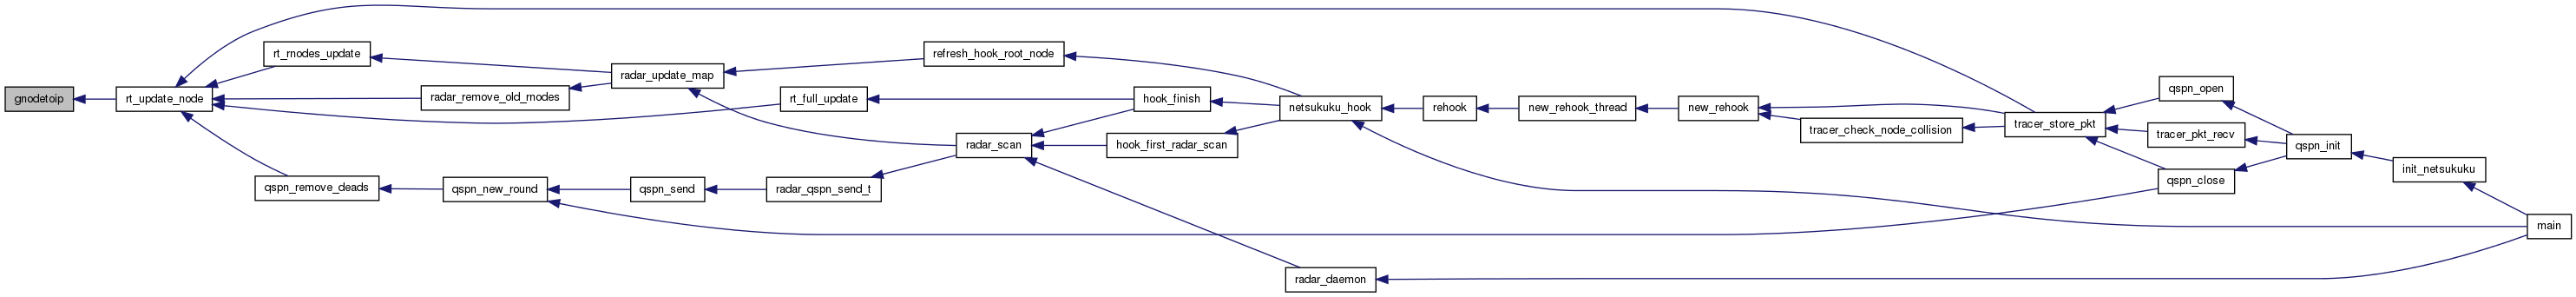 gnodetoip
rt_update_node
rt_rnodes_update
radar_remove_old_rnodes
qspn_remove_deads
radar_update_map
qspn_new_round
qspn_send
rt_full_update
radar_qspn_send_t
refresh_hook_root_node
radar_scan
hook_finish
hook_first_radar_scan
netsukuku_hook
radar_daemon
rehook
new_rehook_thread
new_rehook
tracer_check_node_collision
tracer_store_pkt
qspn_open
tracer_pkt_recv
qspn_close
qspn_init
init_netsukuku
main